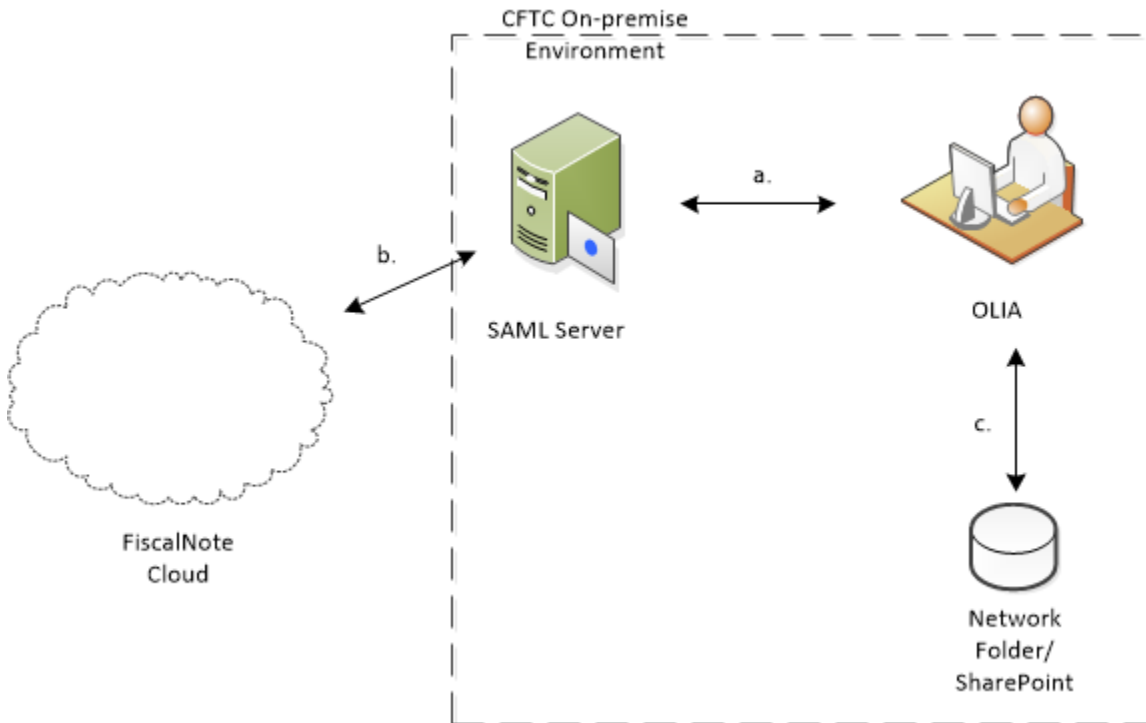 CFTC On-premise
Environment
a.
b.
SAML Server
OLIA
c.
FiscalNote
Cloud
Network
Folder/
SharePoint